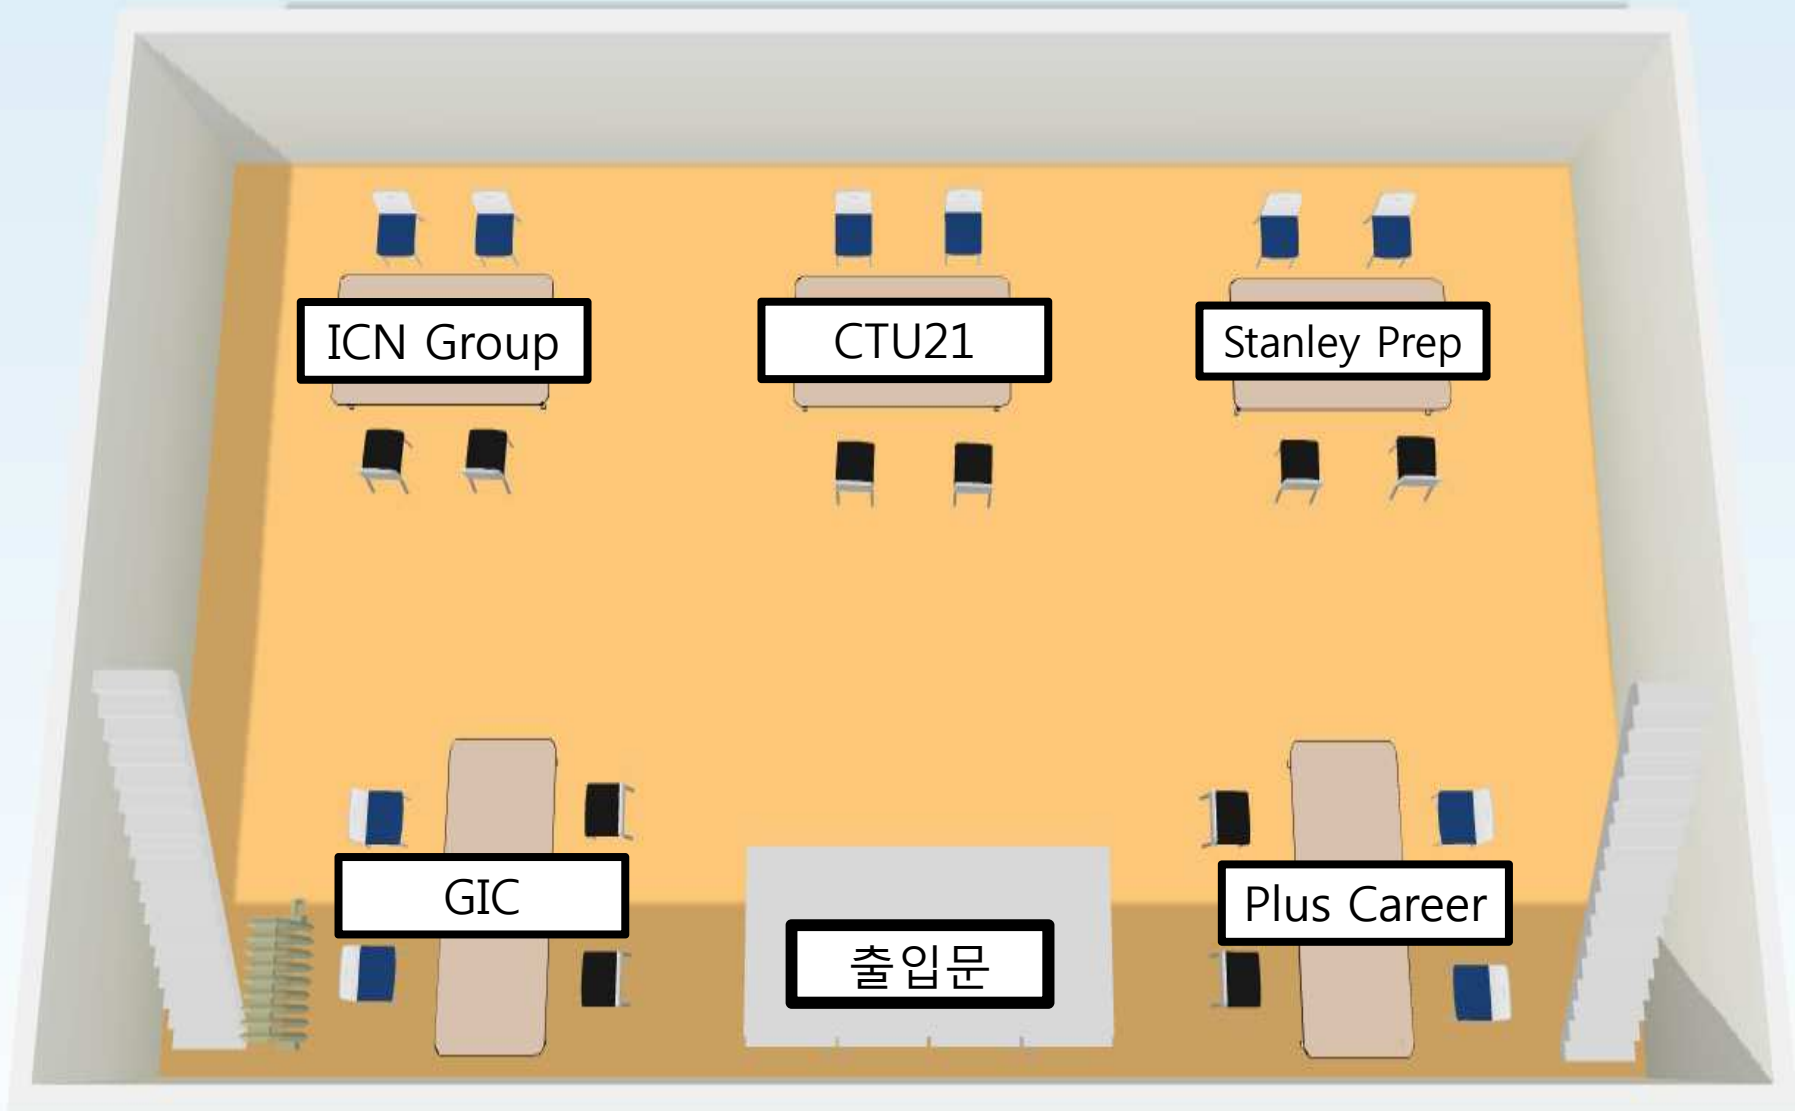 ICN Group
CTU21
Stanley Prep
GIC
출입문
Plus Career